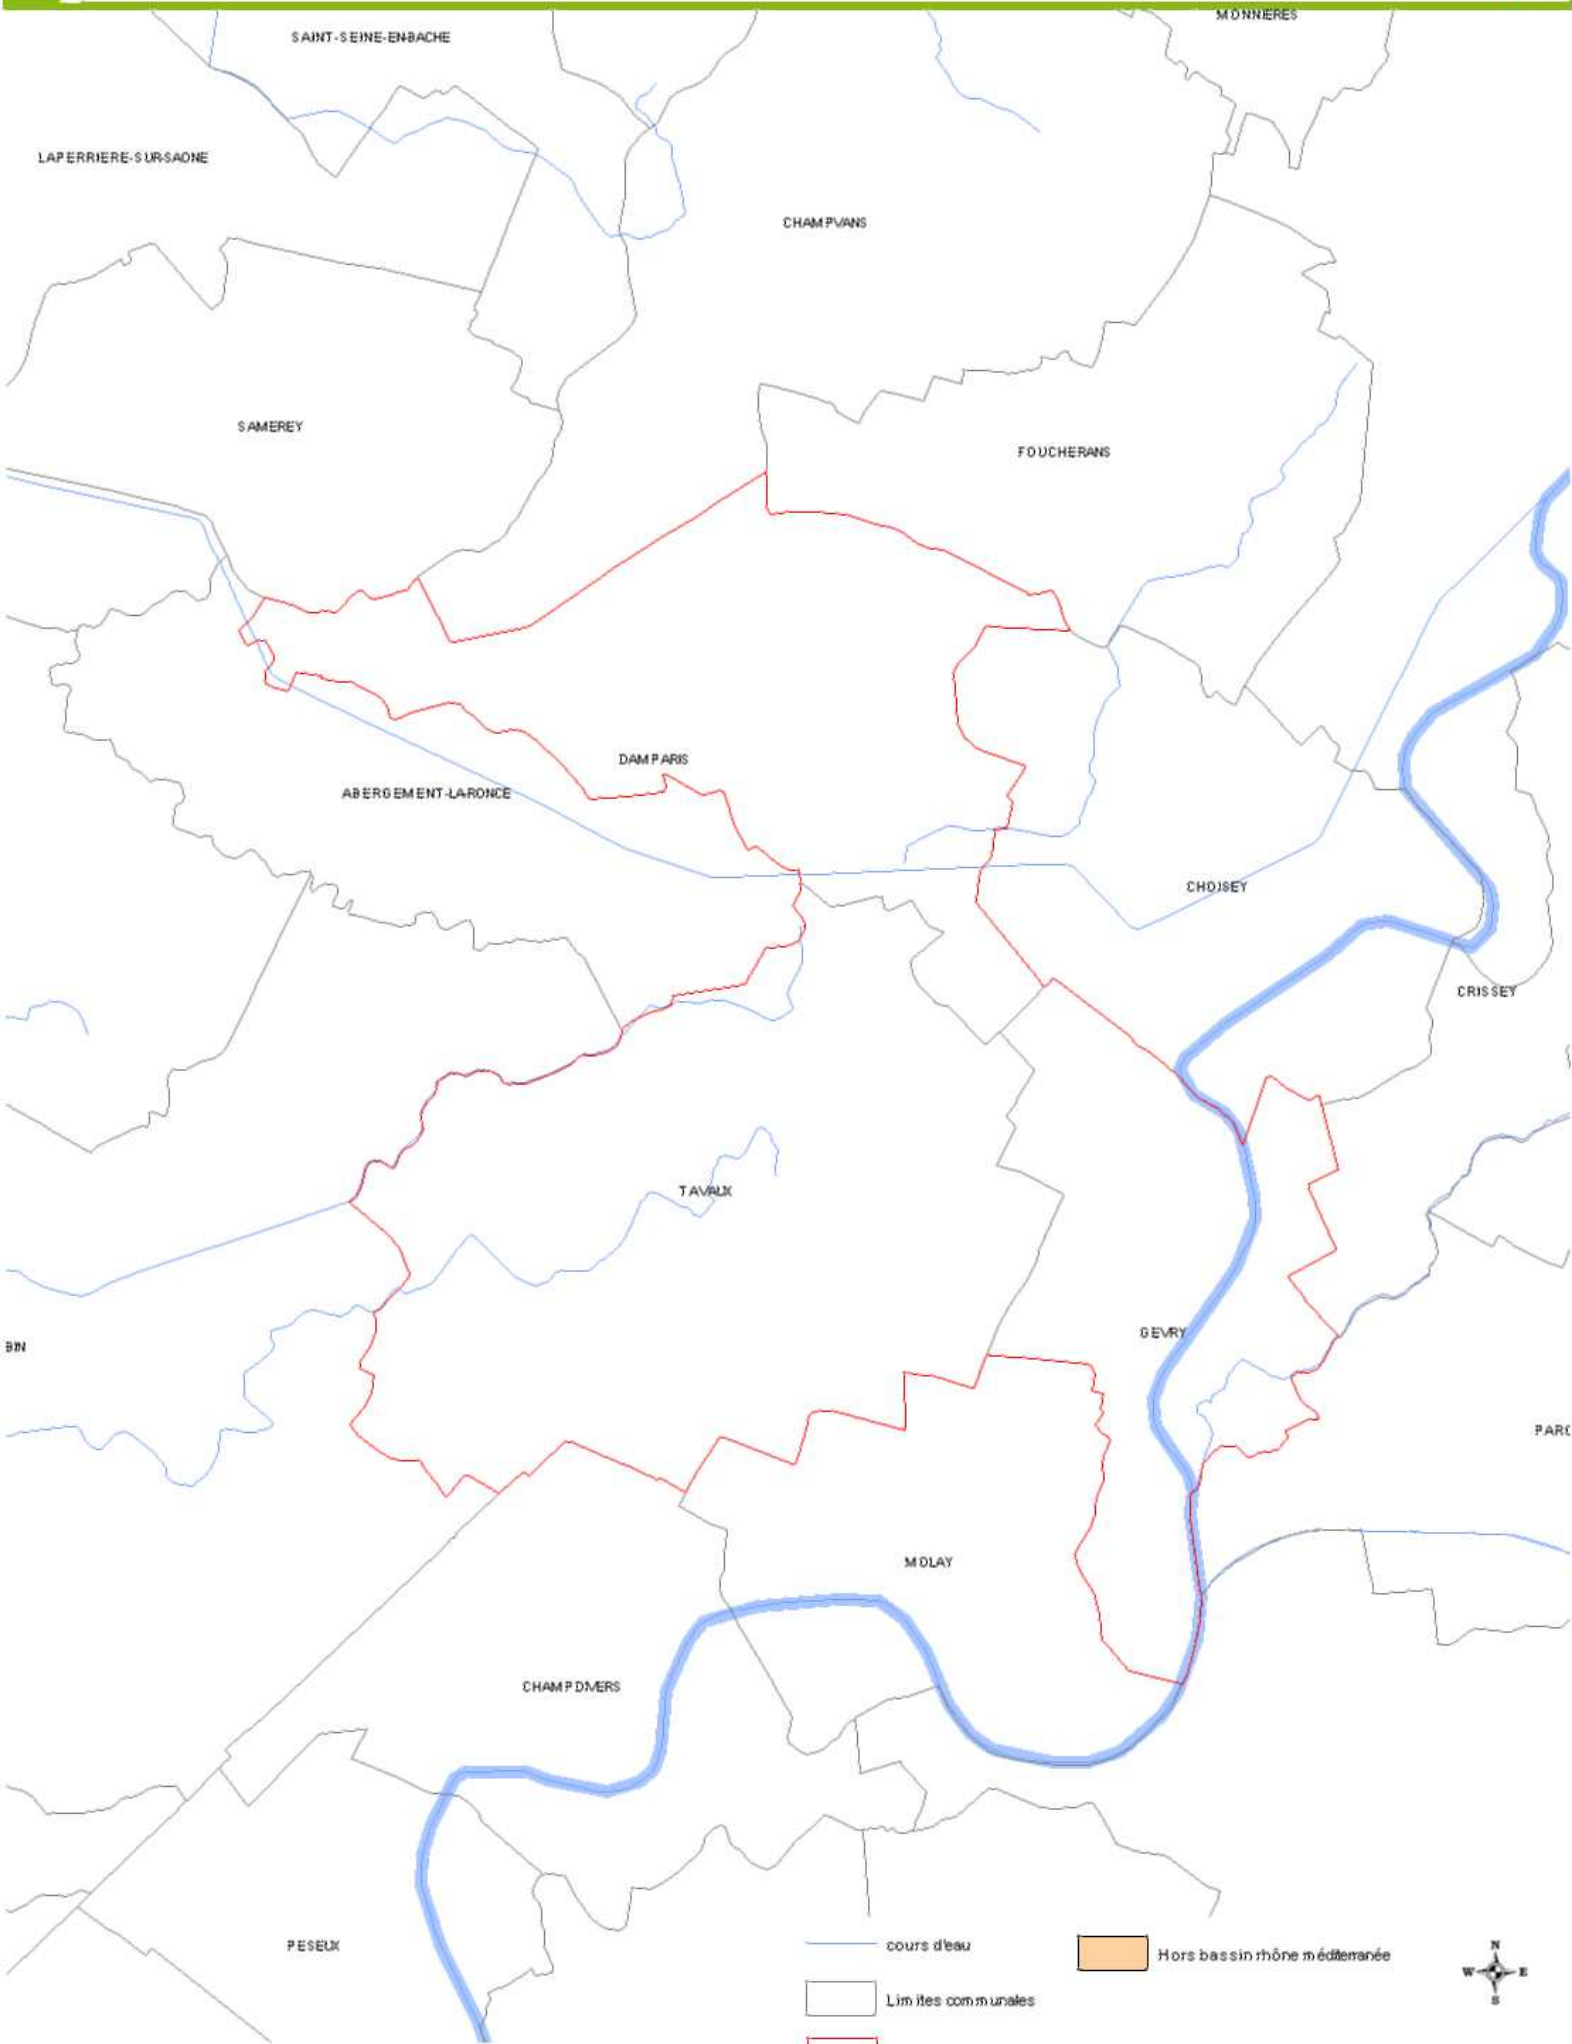 MONNIERES
SAINT-SEINE-EN-BACHE
LAPERRIERE-SUR-SAONE
CHAMPVANS
SAMEREY
FOUCHERANS
DAMPARIS
ABERGEMENT-LA-RONCE
CHOISEY
CRISSEY
TAVAUX
GEVRY
BIN
PARC
MOLAY
CHAMPDIVERS
PESEUX
cours d'eau
Hors bassin rhône méditerranée
Limites communales
N
W E
S